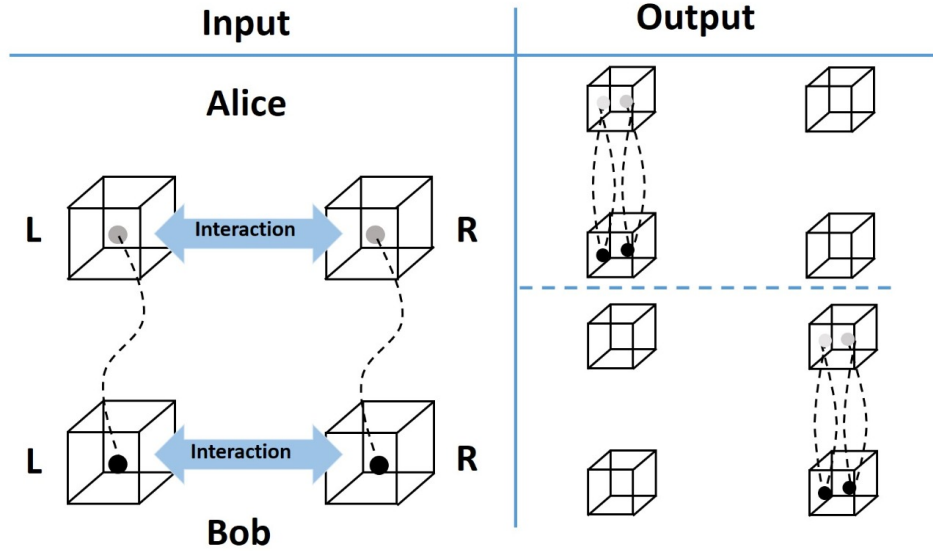 Input
Output
Alice
L
Interaction
R
L
Interaction
R
Bob